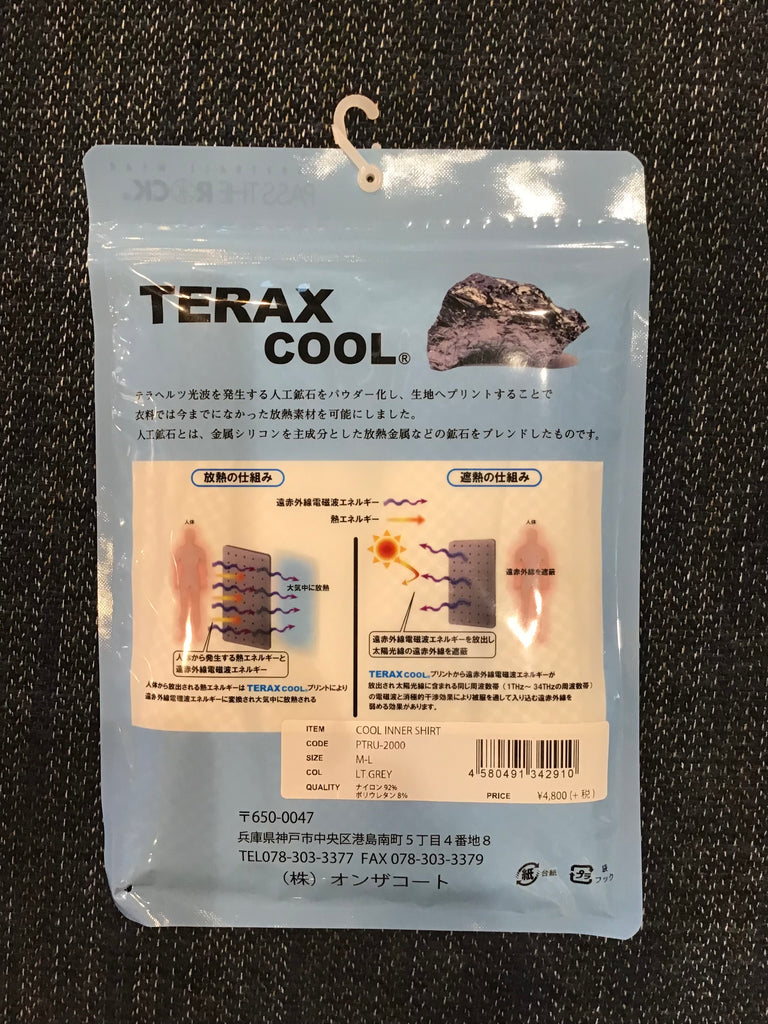 PASS THE ROCK®
TERAX
COOL®
テラヘルツ光波を発生する人工鉱石をパウダー化し、生地へプリントすることで
衣料では今までになかった放熱素材を可能にしました。
人工鉱石とは、金属シリコンを主成分とした放熱金属などの鉱石をブレンドしたものです。
放熱の仕組み
遮熱の仕組み
遠赤外線電磁波エネルギー
熱エネルギー
人体
大気中に放熱
人体から発生する熱エネルギーと
遠赤外線電磁波エネルギー
人体から放出される熱エネルギーは TERAX COOL®プリントにより
遠赤外線電磁波エネルギーに変換され大気中に放熱される
人体
遠赤外線を遮蔽
遠赤外線電磁波エネルギーを放出し
太陽光線の遠赤外線を遮蔽
TERAX COOL®プリントから遠赤外線電磁波エネルギーが
放出され太陽光線に含まれる同じ周波数帯（1THz〜34THzの周波数帯）
の電磁波と消極的干渉効果により被服を通して入り込む遠赤外線を
弱める効果があります。
ITEM COOL INNER SHIRT
CODE PTRU-2000
SIZE M-L
COL LT GREY
QUALITY ナイロン 92%
ポリウレタン 8%
4 580491 342910
PRICE ¥4,800 (+ 税)
〒650-0047
兵庫県神戸市中央区港島南町５丁目４番地８
TEL078-303-3377 FAX 078-303-3379
（株）オンザコート
紙 台紙
プラ 袋
フック